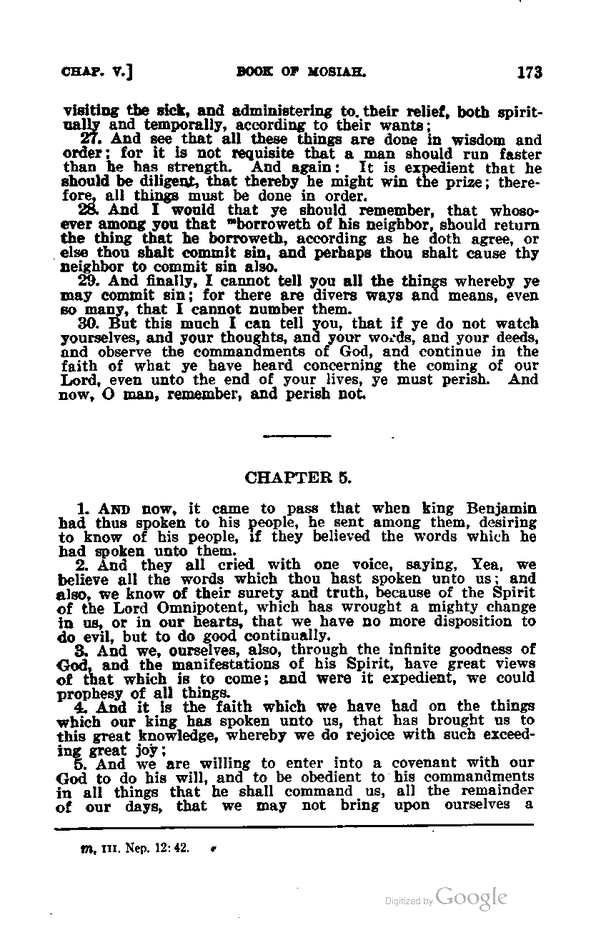 CHAP. V.] BOOK OF MOSIAH. 173
visiting the sick, and administering to their relief, both spirit-
ually and temporally, according to their wants;
27. And see that all these things are done in wisdom and
order; for it is not requisite that a man should run faster
than he has strength. And again: It is expedient that he
should be diligent, that thereby he might win the prize; there-
fore, all things must be done in order.
28. And I would that ye should remember, that whoso-
ever among you that ᵐborroweth of his neighbor, should return
the thing that he borroweth, according as he doth agree, or
else thou shalt commit sin, and perhaps thou shalt cause thy
neighbor to commit sin also.
29. And finally, I cannot tell you all the things whereby ye
may commit sin; for there are divers ways and means, even
so many, that I cannot number them.
30. But this much I can tell you, that if ye do not watch
yourselves, and your thoughts, and your words, and your deeds,
and observe the commandments of God, and continue in the
faith of what ye have heard concerning the coming of our
Lord, even unto the end of your lives, ye must perish. And
now, O man, remember, and perish not.
CHAPTER 5.
1. AND now, it came to pass that when king Benjamin
had thus spoken to his people, he sent among them, desiring
to know of his people, if they believed the words which he
had spoken unto them.
2. And they all cried with one voice, saying, Yea, we
believe all the words which thou hast spoken unto us; and
also, we know of their surety and truth, because of the Spirit
of the Lord Omnipotent, which has wrought a mighty change
in us, or in our hearts, that we have no more disposition to
do evil, but to do good continually.
3. And we, ourselves, also, through the infinite goodness of
God, and the manifestations of his Spirit, have great views
of that which is to come; and were it expedient, we could
prophesy of all things.
4. And it is the faith which we have had on the things
which our king has spoken unto us, that has brought us to
this great knowledge, whereby we do rejoice with such exceed-
ing great joy;
5. And we are willing to enter into a covenant with our
God to do his will, and to be obedient to his commandments
in all things that he shall command us, all the remainder
of our days, that we may not bring upon ourselves a
m, III. Nep. 12:42.
Digitized by Google